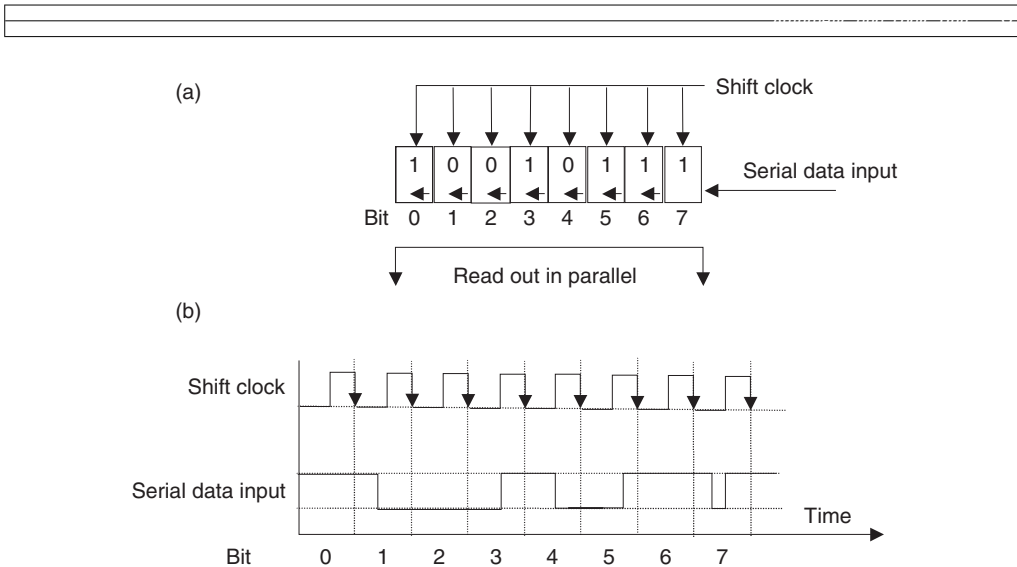 (a)
Shift clock
1 0 0 1 0 1 1 1
Serial data input
Bit 0 1 2 3 4 5 6 7
Read out in parallel
(b)
Shift clock
Serial data input
Time
Bit 0 1 2 3 4 5 6 7